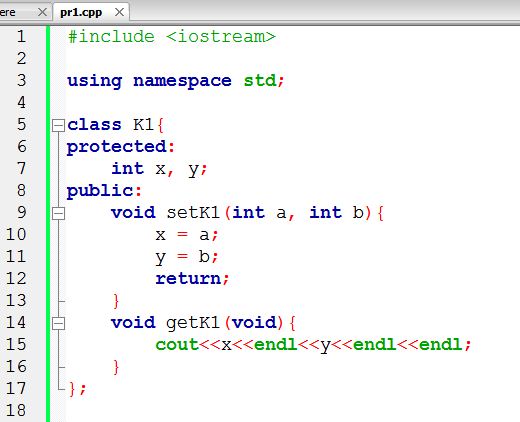 ere
pr1.cpp
1 #include <iostream>
2
3 using namespace std;
4
5 class K1{
6 protected:
7     int x, y;
8 public:
9     void setK1(int a, int b){
10         x = a;
11         y = b;
12         return;
13     }
14     void getK1(void){
15         cout<<x<<endl<<y<<endl<<endl;
16     }
17 };
18